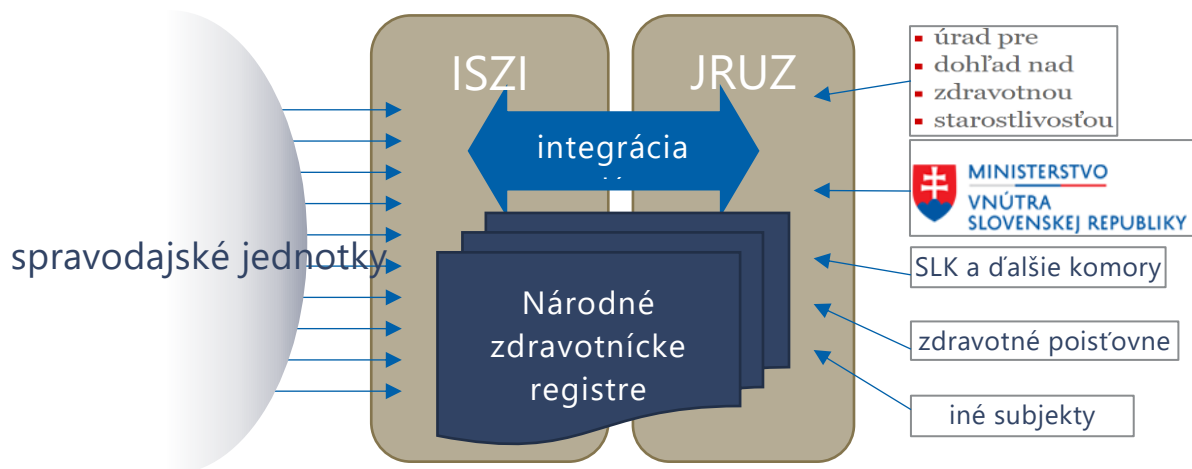 spravodajské jednotky
ISZI
JRUZ
integrácia
Národné
zdravotnícke
registre
úrad pre
dohľad nad
zdravotnou
starostlivosťou
MINISTERSTVO
VNÚTRA
SLOVENSKEJ REPUBLIKY
SLK a ďalšie komory
zdravotné poisťovne
iné subjekty